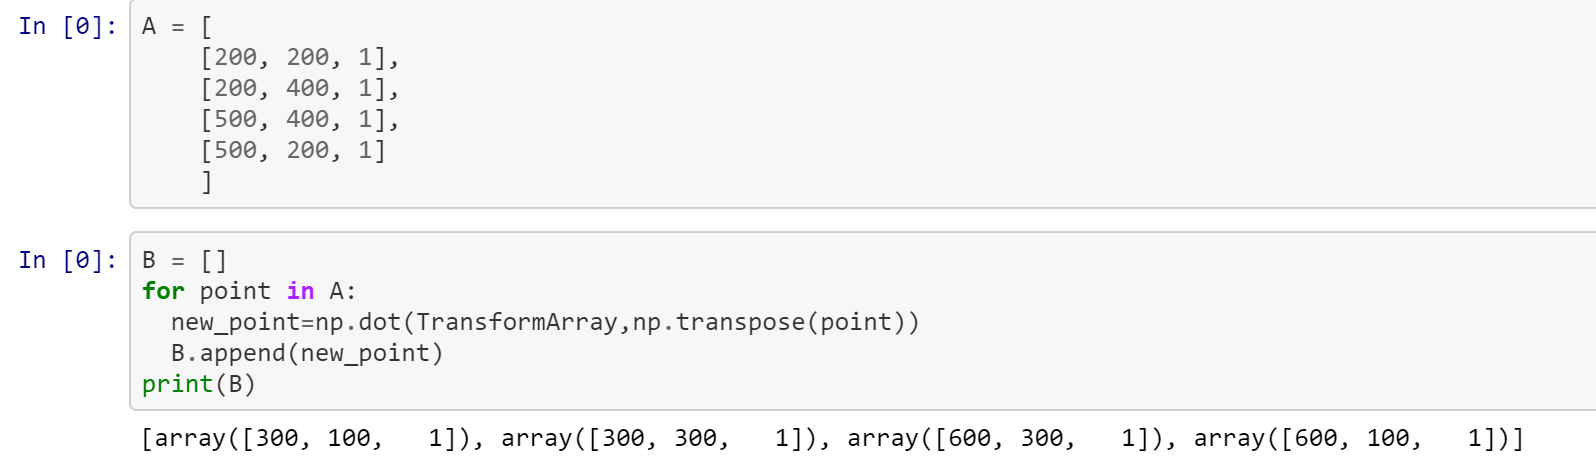 In [0]: A = [
[200, 200, 1],
[200, 400, 1],
[500, 400, 1],
[500, 200, 1]
]
In [0]: B = []
for point in A:
new_point=np.dot(TransformArray,np.transpose(point))
B.append(new_point)
print(B)
[array([300, 100,   1]), array([300, 300,   1]), array([600, 300,   1]), array([600, 100,   1])]